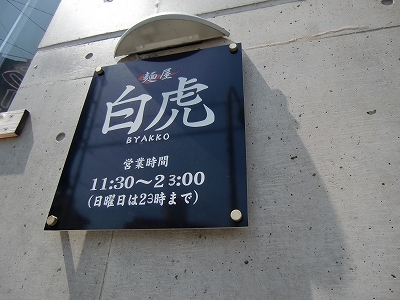 麺屋
白虎
BYAKKO
営業時間
11:30～23:00
(日曜日は23時まで)